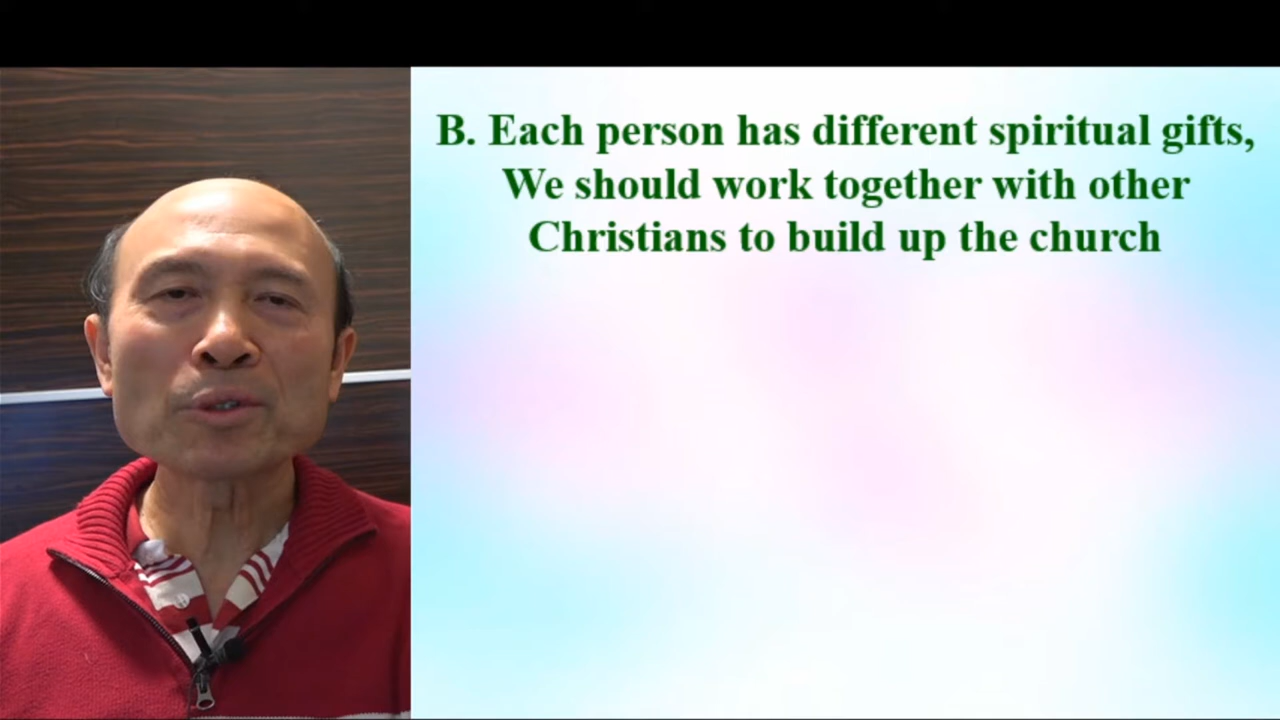 B. Each person has different spiritual gifts,
We should work together with other
Christians to build up the church